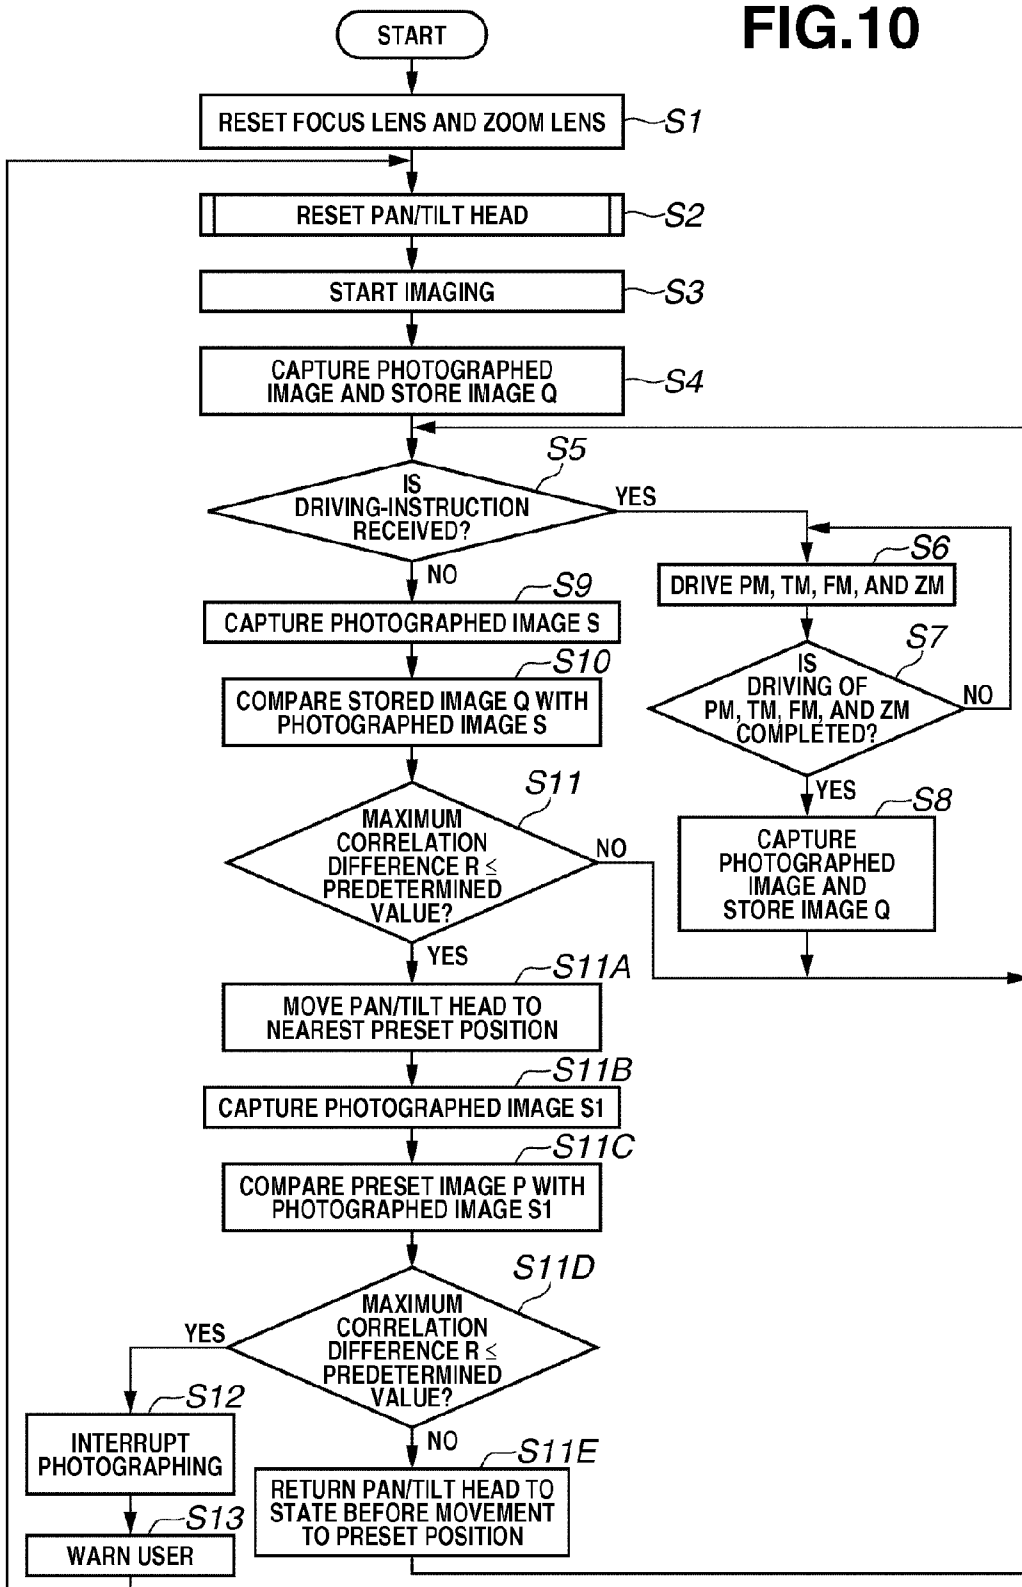 FIG.10
START
RESET FOCUS LENS AND ZOOM LENS
S1
RESET PAN/TILT HEAD
S2
START IMAGING
S3
CAPTURE PHOTOGRAPHED
IMAGE AND STORE IMAGE Q
S4
S5
IS
DRIVING-INSTRUCTION
RECEIVED?
YES
NO
S6
DRIVE PM, TM, FM, AND ZM
S7
IS
DRIVING OF
PM, TM, FM, AND ZM
COMPLETED?
NO
YES
S8
CAPTURE
PHOTOGRAPHED
IMAGE AND
STORE IMAGE Q
S9
CAPTURE PHOTOGRAPHED IMAGE S
S10
COMPARE STORED IMAGE Q WITH
PHOTOGRAPHED IMAGE S
S11
MAXIMUM
CORRELATION
DIFFERENCE R ≤
PREDETERMINED
VALUE?
NO
YES
S11A
MOVE PAN/TILT HEAD TO
NEAREST PRESET POSITION
S11B
CAPTURE PHOTOGRAPHED IMAGE S1
S11C
COMPARE PRESET IMAGE P WITH
PHOTOGRAPHED IMAGE S1
S11D
MAXIMUM
CORRELATION
DIFFERENCE R ≤
PREDETERMINED
VALUE?
YES
NO
S12
INTERRUPT
PHOTOGRAPHING
S13
WARN USER
S11E
RETURN PAN/TILT HEAD TO
STATE BEFORE MOVEMENT
TO PRESET POSITION